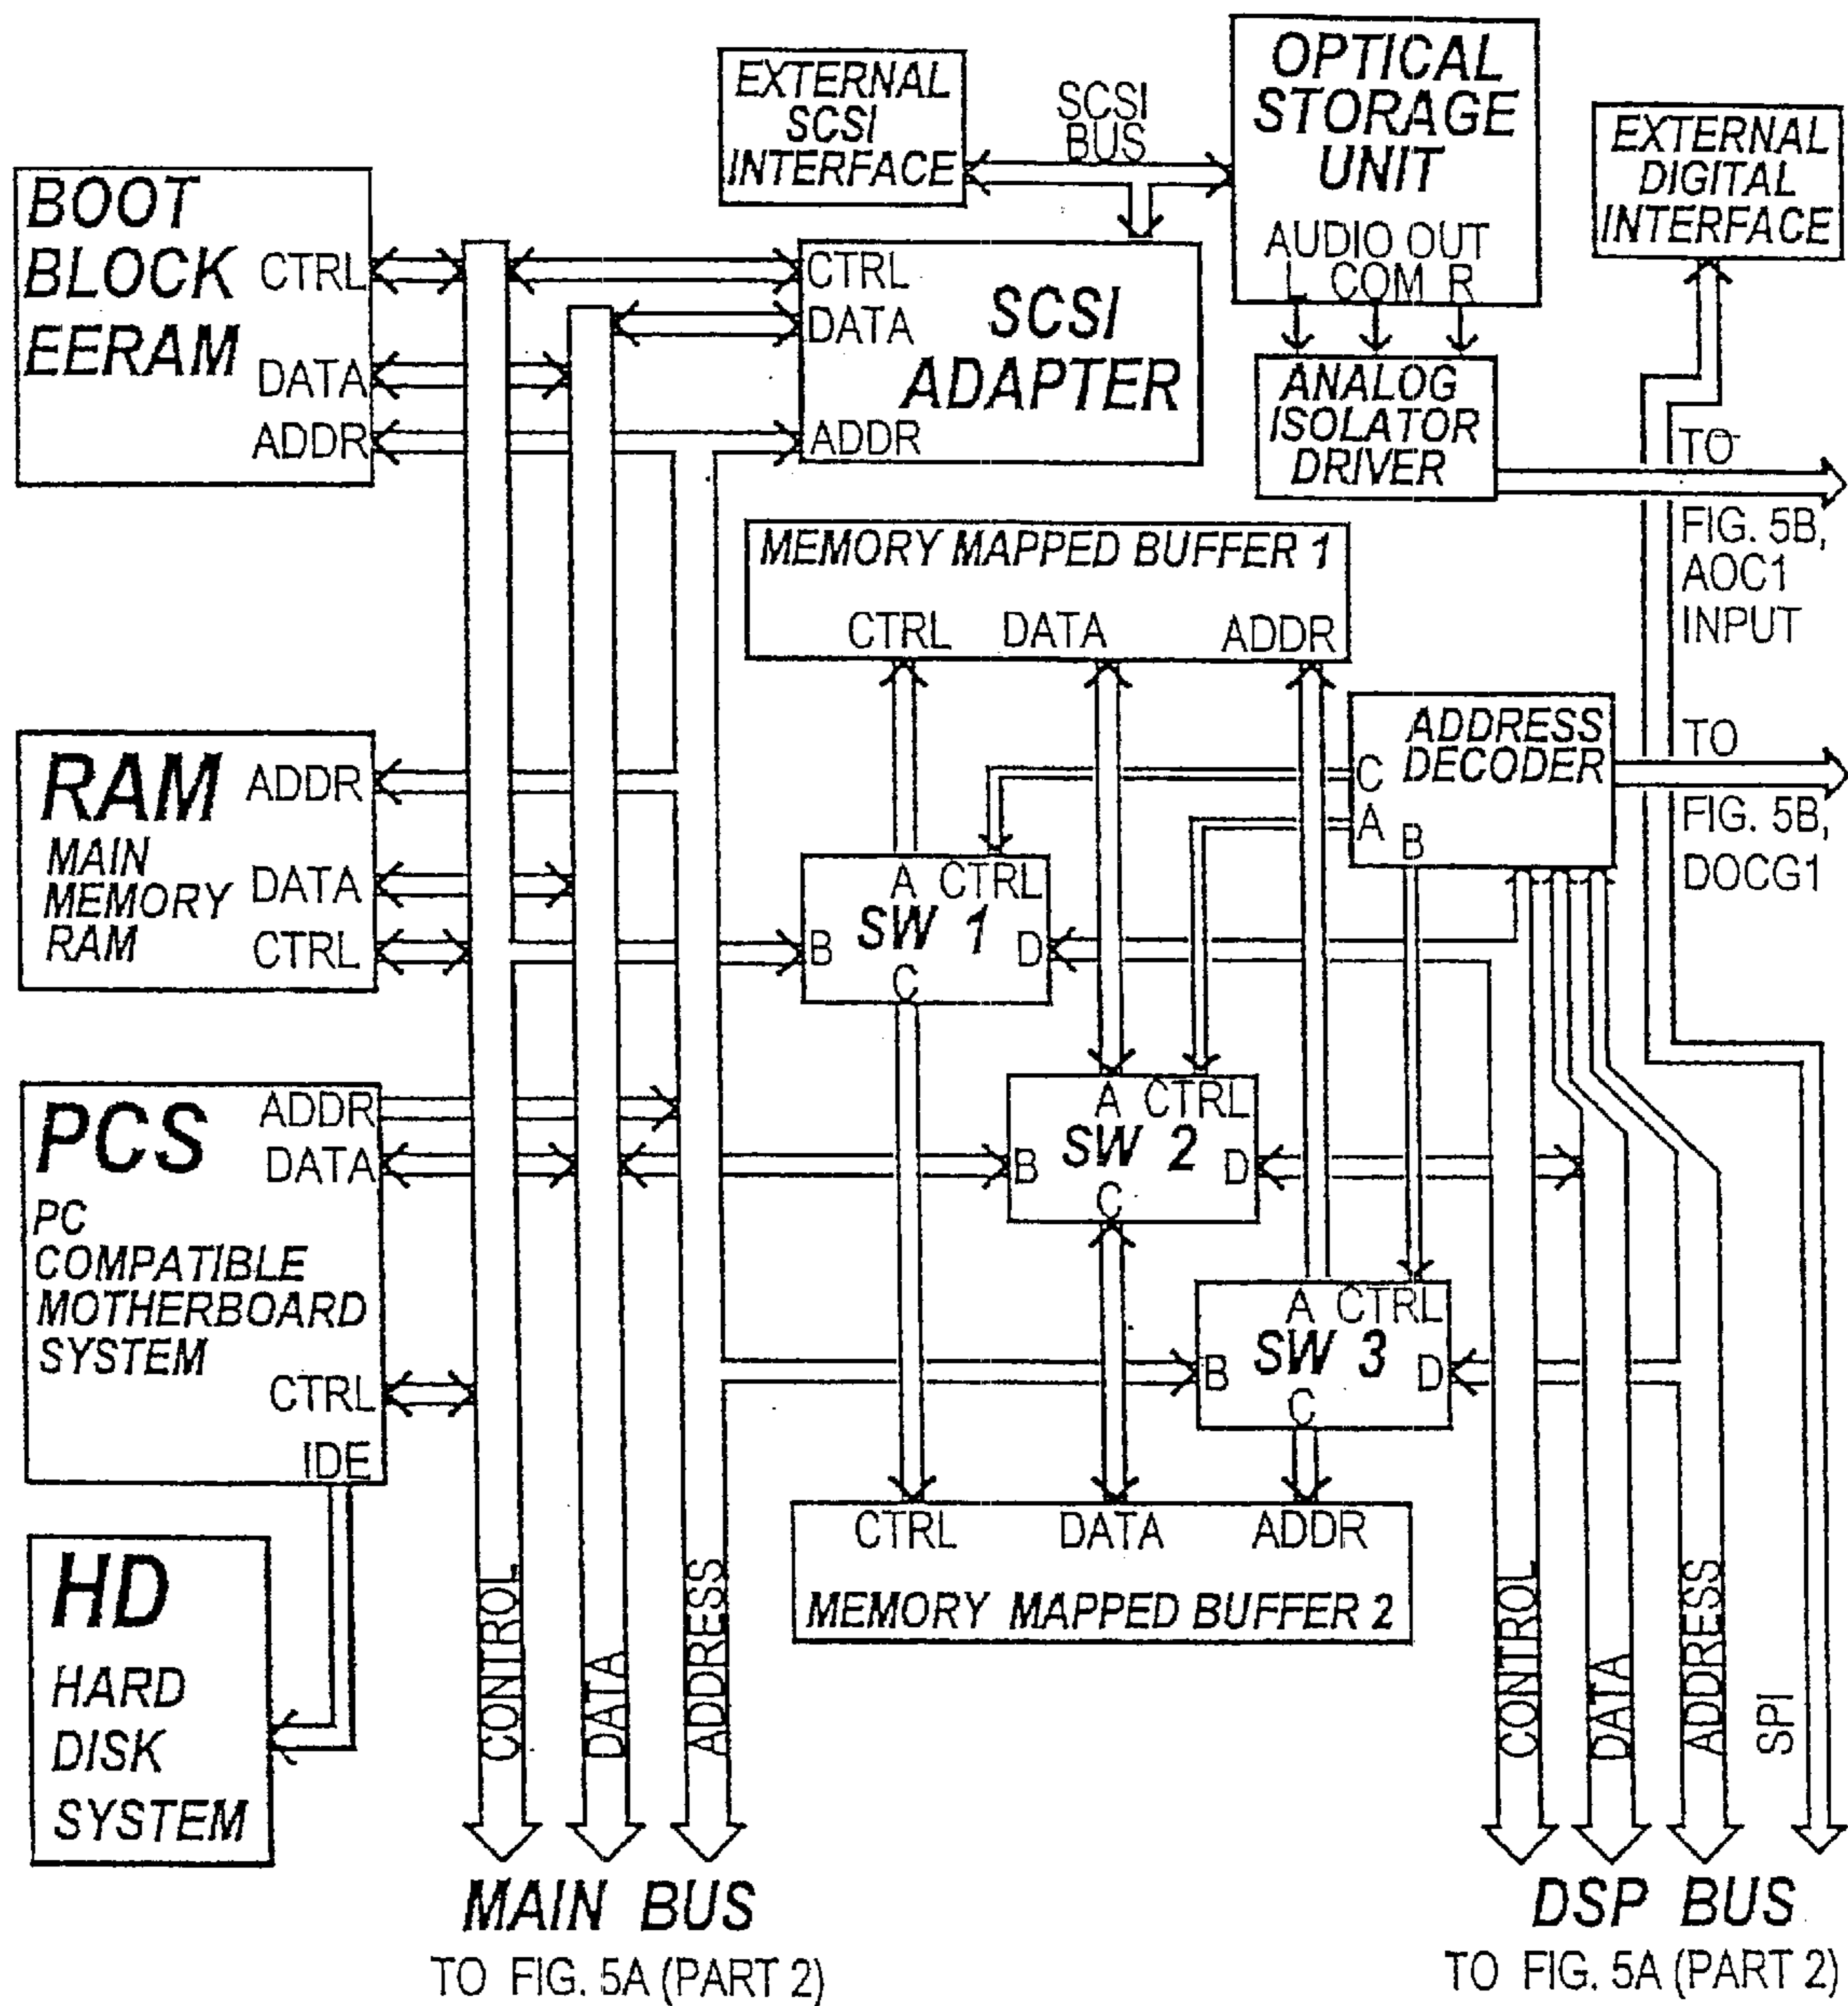 EXTERNAL
SCSI
INTERFACE
SCSI
BUS
OPTICAL
STORAGE
UNIT
AUDIO OUT
L COM R
EXTERNAL
DIGITAL
INTERFACE
BOOT
BLOCK
EERAM
CTRL
DATA
ADDR
CTRL
DATA
ADDR
SCSI
ADAPTER
ANALOG
ISOLATOR
DRIVER
TO
FIG. 5B,
AOC1
INPUT
MEMORY MAPPED BUFFER 1
CTRL DATA ADDR
RAM
MAIN
MEMORY
RAM
ADDR
DATA
CTRL
ADDRESS
DECODER
C
A
B
TO
FIG. 5B,
DOCG1
A CTRL
SW 1
B D
C
PCS
PC
COMPATIBLE
MOTHERBOARD
SYSTEM
ADDR
DATA
CTRL
IDE
A CTRL
SW 2
B D
C
A CTRL
SW 3
B D
C
HD
HARD
DISK
SYSTEM
CTRL DATA ADDR
MEMORY MAPPED BUFFER 2
CONTROL
DATA
ADDRESS
CONTROL
DATA
ADDRESS
SPI
MAIN BUS
TO FIG. 5A (PART 2)
DSP BUS
TO FIG. 5A (PART 2)